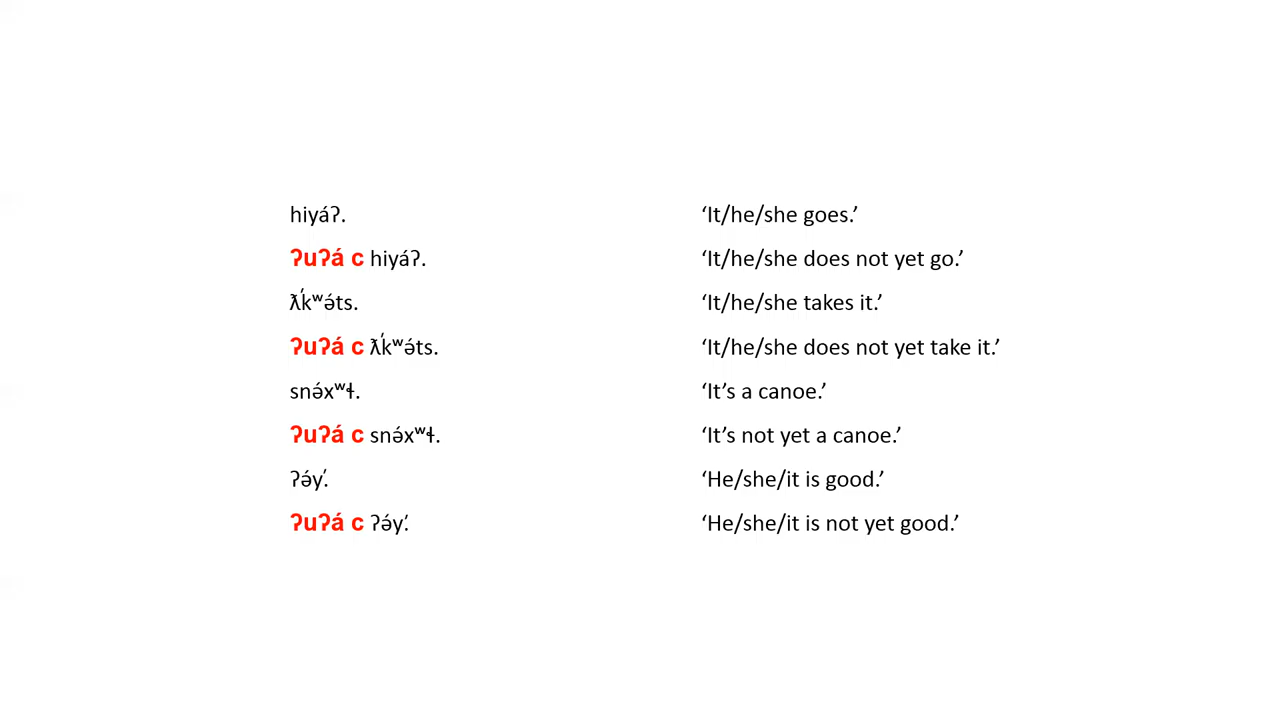 hiyáʔ. ‘It/he/she goes.’
ʔuʔá c hiyáʔ. ‘It/he/she does not yet go.’
ƛ̓kʷə́ts. ‘It/he/she takes it.’
ʔuʔá c ƛ̓kʷə́ts. ‘It/he/she does not yet take it.’
snə́xʷɬ. ‘It’s a canoe.’
ʔuʔá c snə́xʷɬ. ‘It’s not yet a canoe.’
ʔə́y̓. ‘He/she/it is good.’
ʔuʔá c ʔə́y̓. ‘He/she/it is not yet good.’